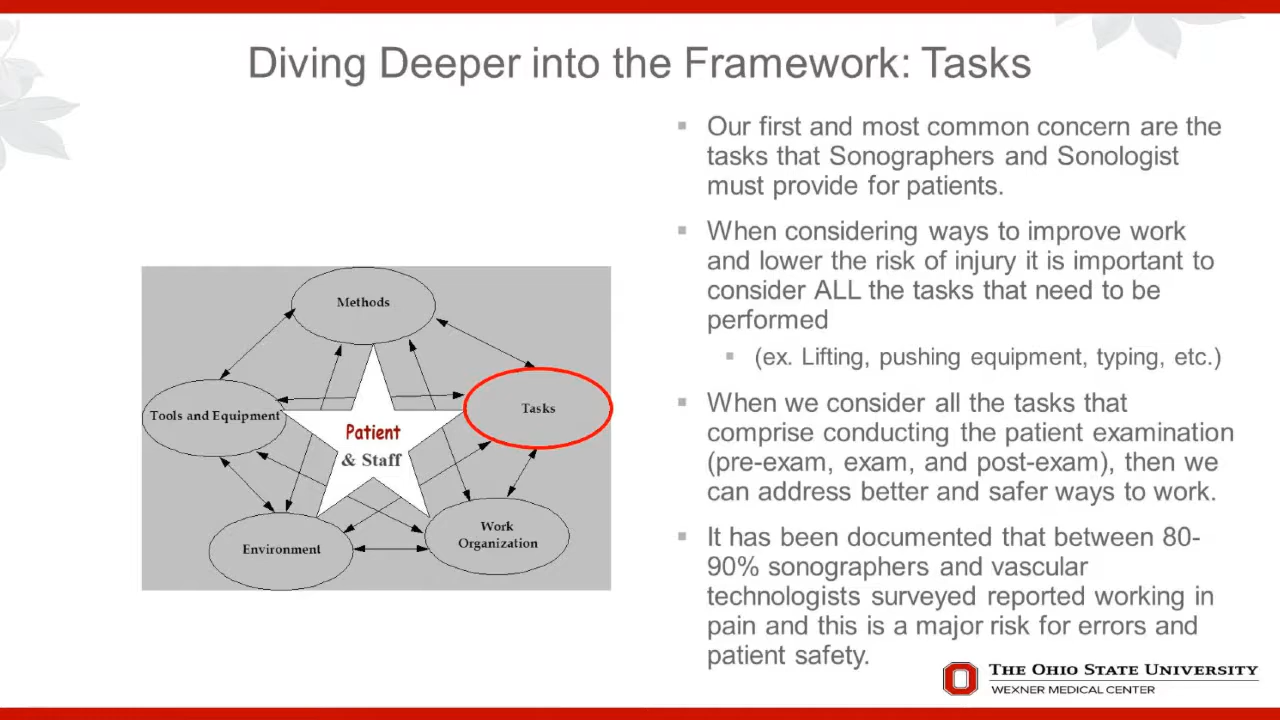 Diving Deeper into the Framework: Tasks
Our first and most common concern are the
tasks that Sonographers and Sonologist
must provide for patients.
When considering ways to improve work
and lower the risk of injury it is important to
consider ALL the tasks that need to be
performed
(ex. Lifting, pushing equipment, typing, etc.)
When we consider all the tasks that
comprise conducting the patient examination
(pre-exam, exam, and post-exam), then we
can address better and safer ways to work.
It has been documented that between 80-
90% sonographers and vascular
technologists surveyed reported working in
pain and this is a major risk for errors and
patient safety.
Methods
Tools and Equipment
Tasks
Patient
& Staff
Environment
Work
Organization
THE OHIO STATE UNIVERSITY
WEXNER MEDICAL CENTER